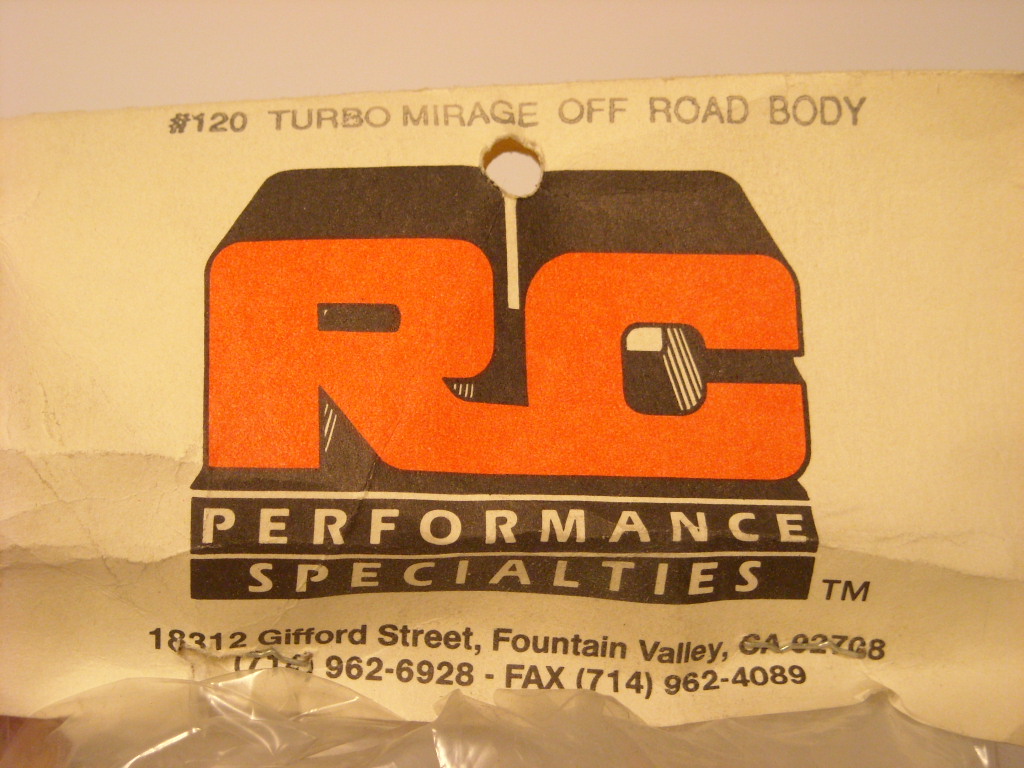 #120 TURBO MIRAGE OFF ROAD BODY
RC
PERFORMANCE
SPECIALTIES TM
18312 Gifford Street, Fountain Valley, CA 92708
(714) 962-6928 - FAX (714) 962-4089